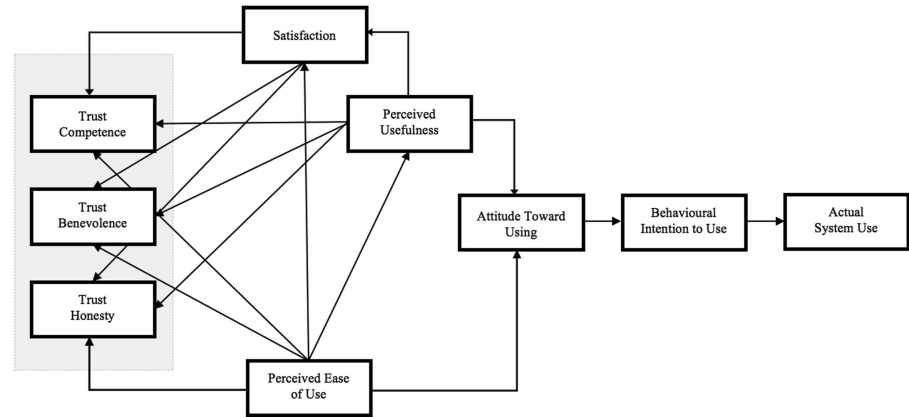 Satisfaction
Trust
Competence
Perceived
Usefulness
Trust
Benevolence
Attitude Toward
Using
Behavioural
Intention to Use
Actual
System Use
Trust
Honesty
Perceived Ease
of Use